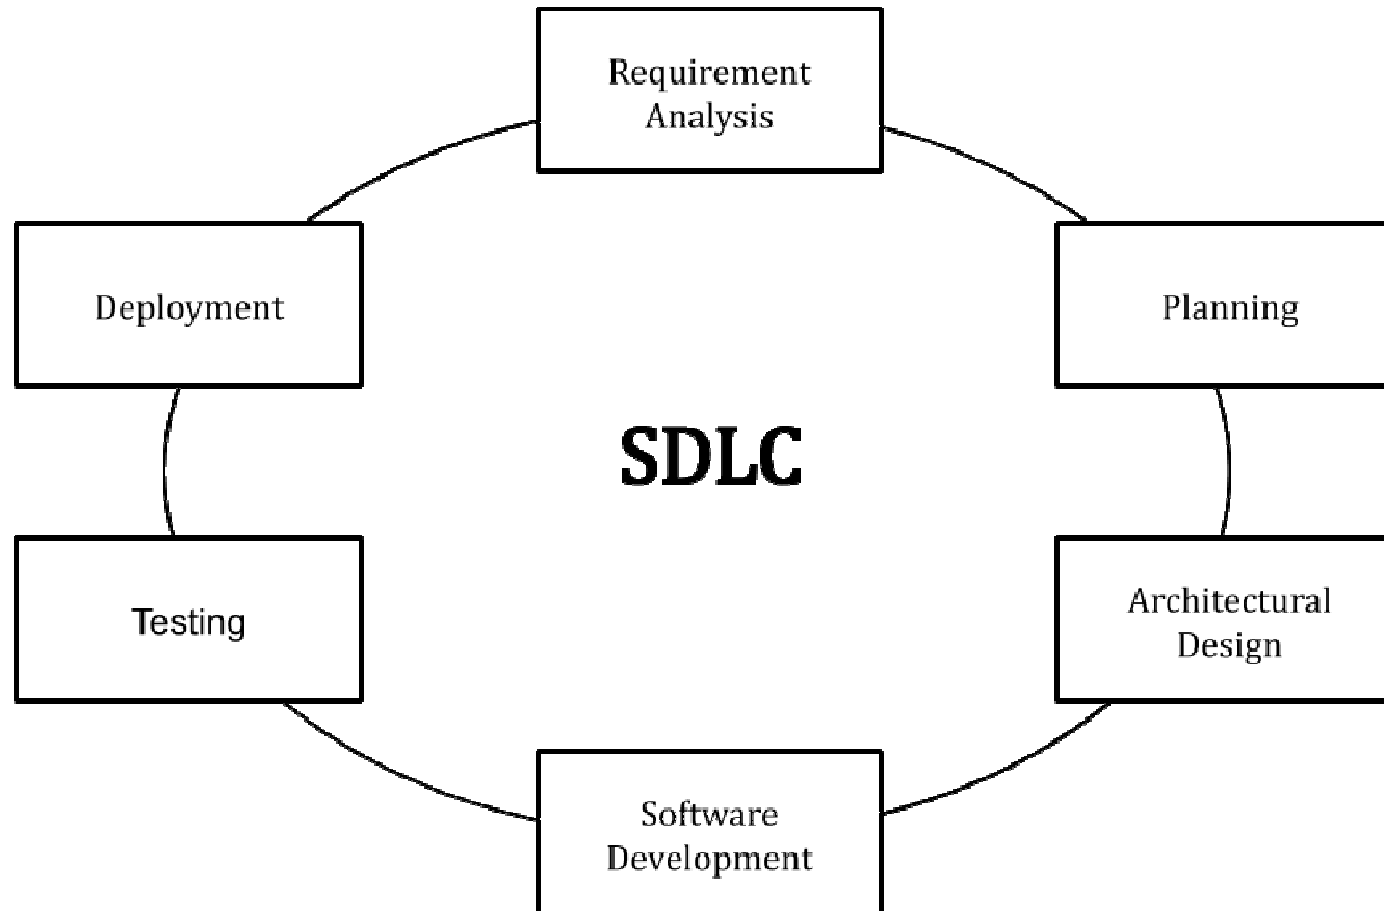 Requirement
Analysis
Deployment
Planning
SDLC
Testing
Architectural
Design
Software
Development